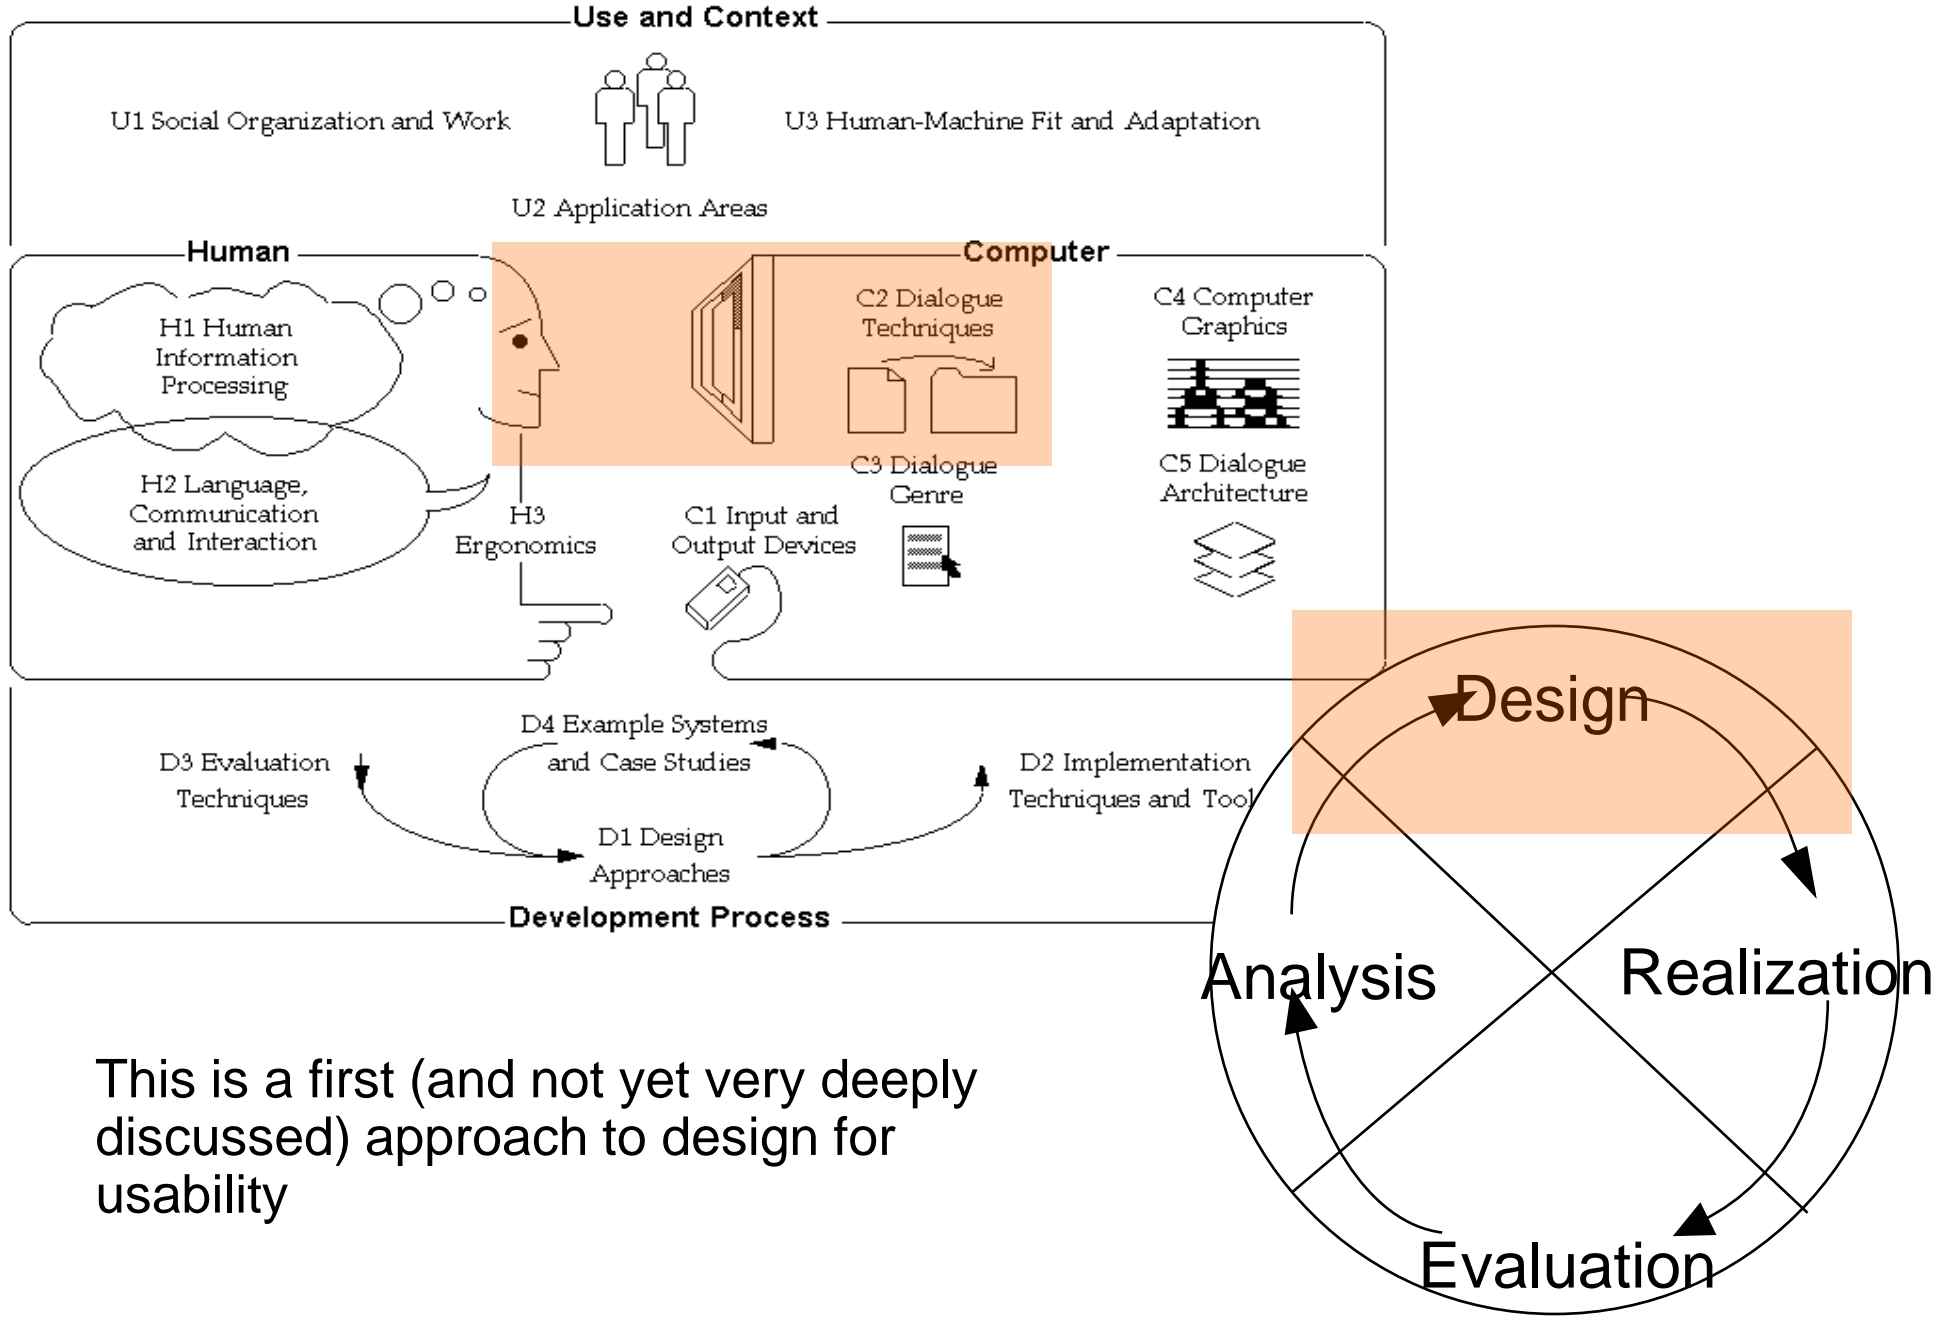 Use and Context
U1 Social Organization and Work
U3 Human-Machine Fit and Adaptation
U2 Application Areas
Human
H1 Human
Information
Processing
H2 Language,
Communication
and Interaction
H3
Ergonomics
Computer
C2 Dialogue
Techniques
C4 Computer
Graphics
C3 Dialogue
Genre
C5 Dialogue
Architecture
C1 Input and
Output Devices
D4 Example Systems
and Case Studies
D3 Evaluation
Techniques
D2 Implementation
Techniques and Tool
D1 Design
Approaches
Development Process
Design
Analysis
Realization
Evaluation
This is a first (and not yet very deeply
discussed) approach to design for
usability